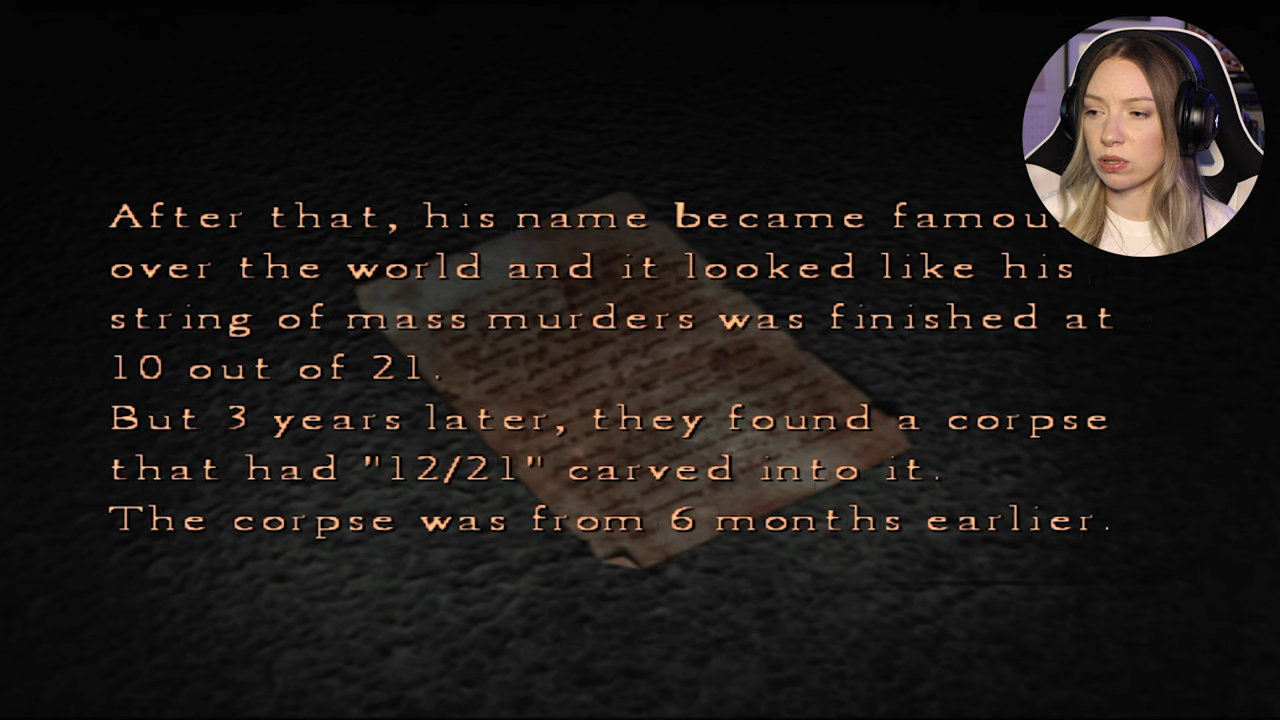 After that, his name became
over the world and it looked like his
string of mass murders was finished at
10 out of 21.
But 3 years later, they found a corpse
that had "12/21" carved into it.
The corpse was from 6 months earlier.